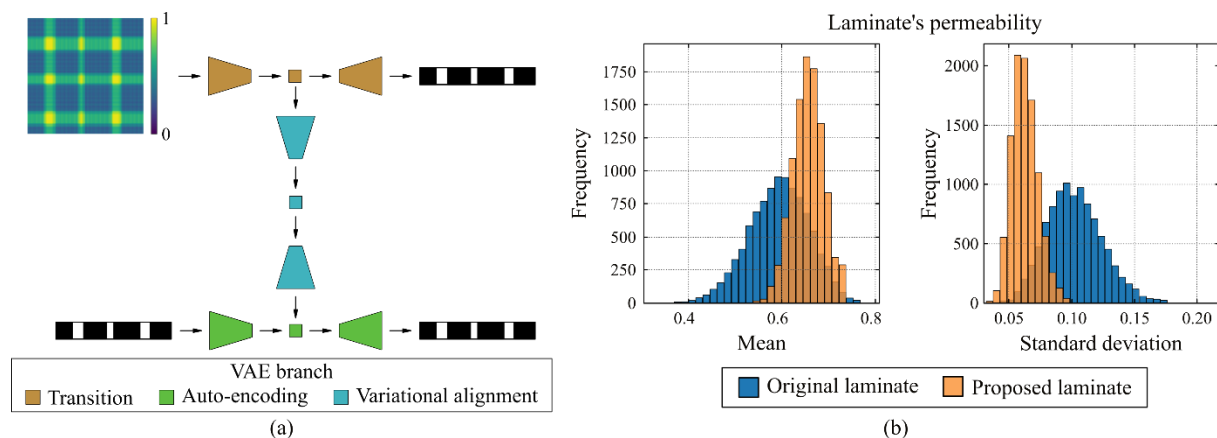 1
0
VAE branch
Transition
Auto-encoding
Variational alignment
(a)
Laminate's permeability
Frequency
1750
1500
1250
1000
750
500
250
0
0.4
0.6
0.8
Mean
Frequency
2000
1500
1000
500
0
0.05
0.10
0.15
0.20
Standard deviation
Original laminate
Proposed laminate
(b)